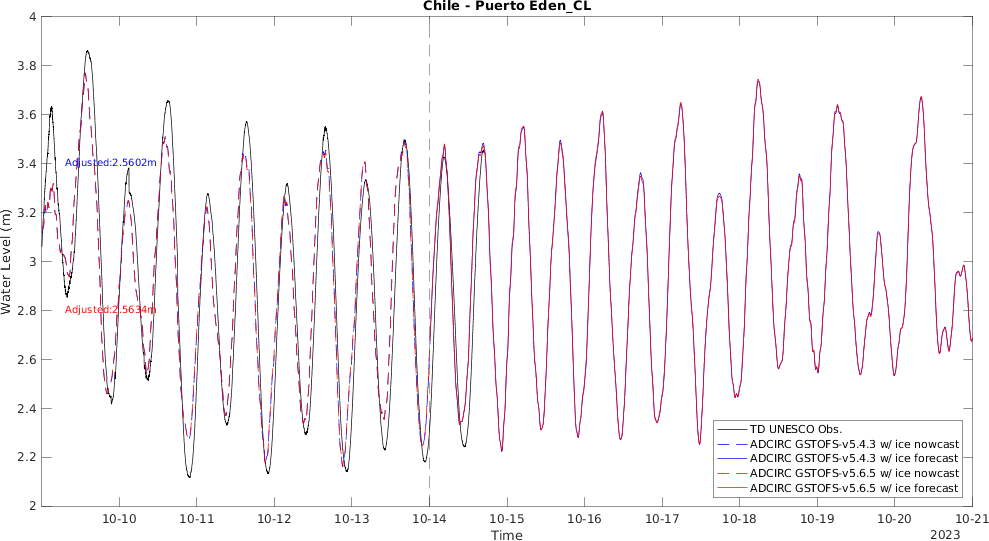 Chile - Puerto Eden_CL
4
3.8
3.6
3.4
3.2
3
2.8
2.6
2.4
2.2
2
Water Level (m)
Adjusted:2.5602m
Adjusted:2.5634m
TD UNESCO Obs.
ADCIRC GSTOFS-v5.4.3 w/ ice nowcast
ADCIRC GSTOFS-v5.4.3 w/ ice forecast
ADCIRC GSTOFS-v5.6.5 w/ ice nowcast
ADCIRC GSTOFS-v5.6.5 w/ ice forecast
10-10 10-11 10-12 10-13 10-14 10-15 10-16 10-17 10-18 10-19 10-20 10-21
Time
2023